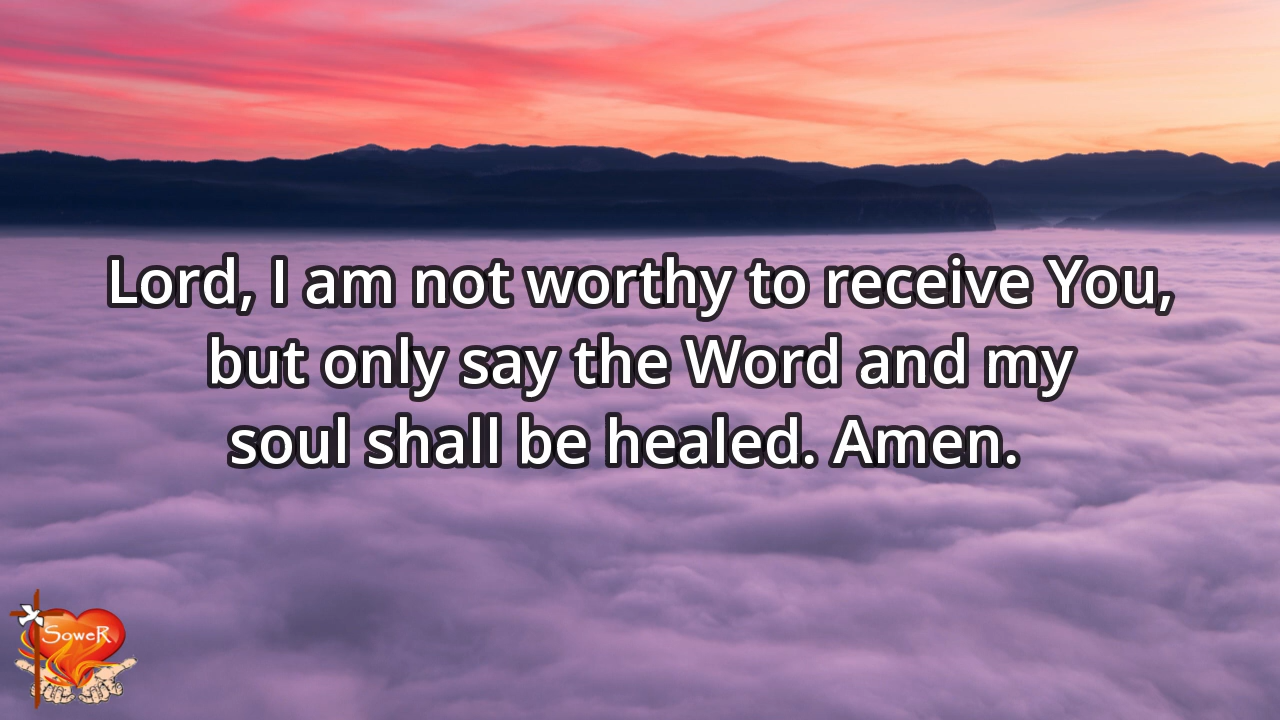 Lord, I am not worthy to receive You,
but only say the Word and my
soul shall be healed. Amen.
SoweR